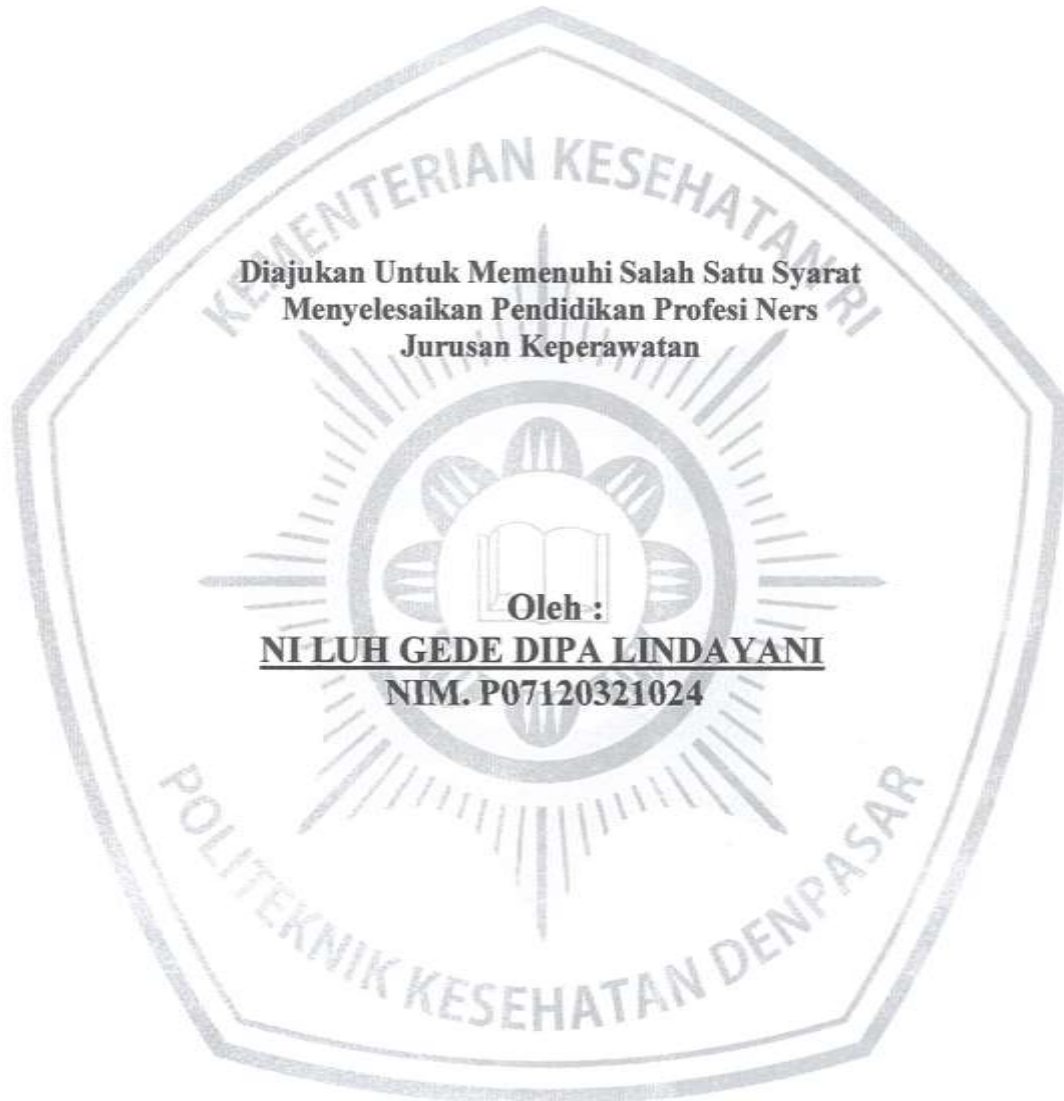 KEMENTERIAN KESEHATAN RI
Diajukan Untuk Memenuhi Salah Satu Syarat
Menyelesaikan Pendidikan Profesi Ners
Jurusan Keperawatan
Oleh :
NI LUH GEDE DIPA LINDAYANI
NIM. P07120321024
POLITEKNIK KESEHATAN DENPASAR